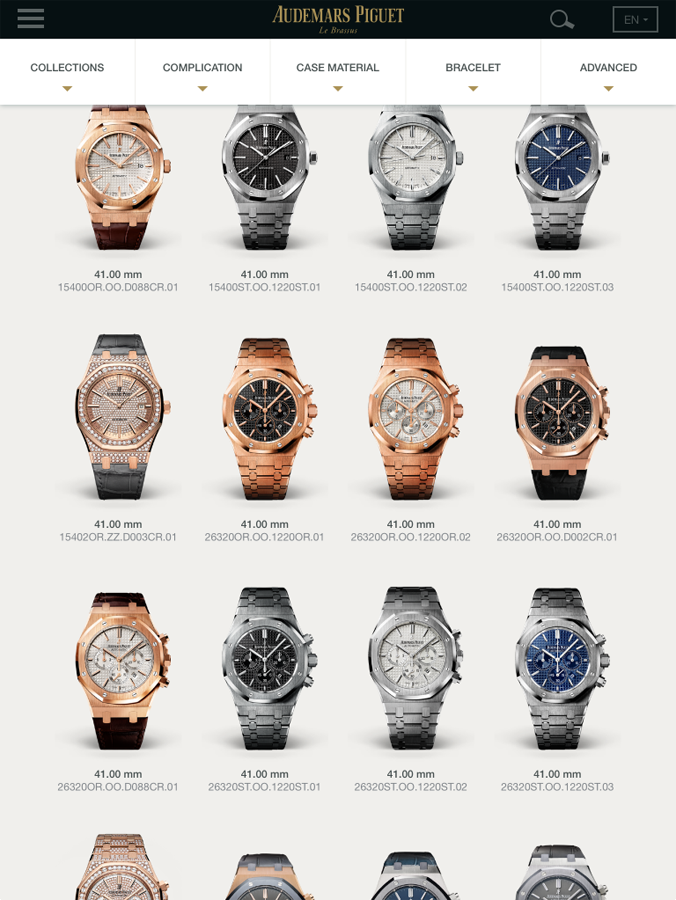 AUDEMARS PIGUET
Le Brassus
EN
COLLECTIONS
COMPLICATION
CASE MATERIAL
BRACELET
ADVANCED
41.00 mm
15400OR.OO.D088CR.01
41.00 mm
15400ST.OO.1220ST.01
41.00 mm
15400ST.OO.1220ST.02
41.00 mm
15400ST.OO.1220ST.03
41.00 mm
15402OR.ZZ.D003CR.01
41.00 mm
26320OR.OO.1220OR.01
41.00 mm
26320OR.OO.1220OR.02
41.00 mm
26320OR.OO.D002CR.01
41.00 mm
26320OR.OO.D088CR.01
41.00 mm
26320ST.OO.1220ST.01
41.00 mm
26320ST.OO.1220ST.02
41.00 mm
26320ST.OO.1220ST.03